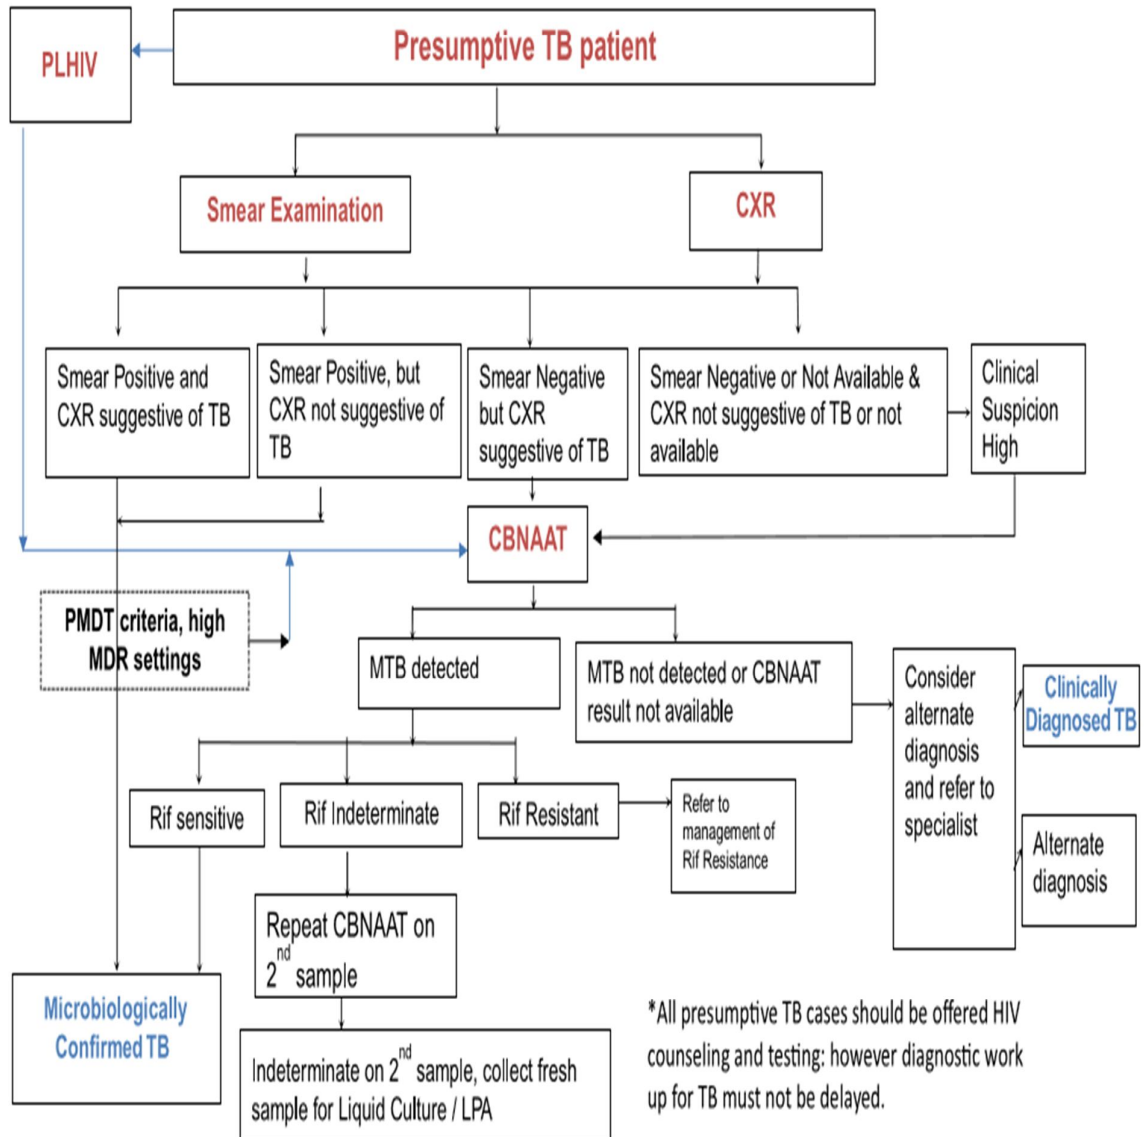 PLHIV
Presumptive TB patient
Smear Examination
CXR
Smear Positive and
CXR suggestive of TB
Smear Positive, but
CXR not suggestive of
TB
Smear Negative
but CXR
suggestive of TB
Smear Negative or Not Available &
CXR not suggestive of TB or not
available
Clinical
Suspicion
High
CBNAAT
PMDT criteria, high
MDR settings
MTB detected
MTB not detected or CBNAAT
result not available
Consider
alternate
diagnosis
and refer to
specialist
Clinically
Diagnosed TB
Alternate
diagnosis
Rif sensitive
Rif Indeterminate
Rif Resistant
Refer to
management of
Rif Resistance
Repeat CBNAAT on
2nd sample
Microbiologically
Confirmed TB
Indeterminate on 2nd sample, collect fresh
sample for Liquid Culture / LPA
*All presumptive TB cases should be offered HIV
counseling and testing: however diagnostic work
up for TB must not be delayed.